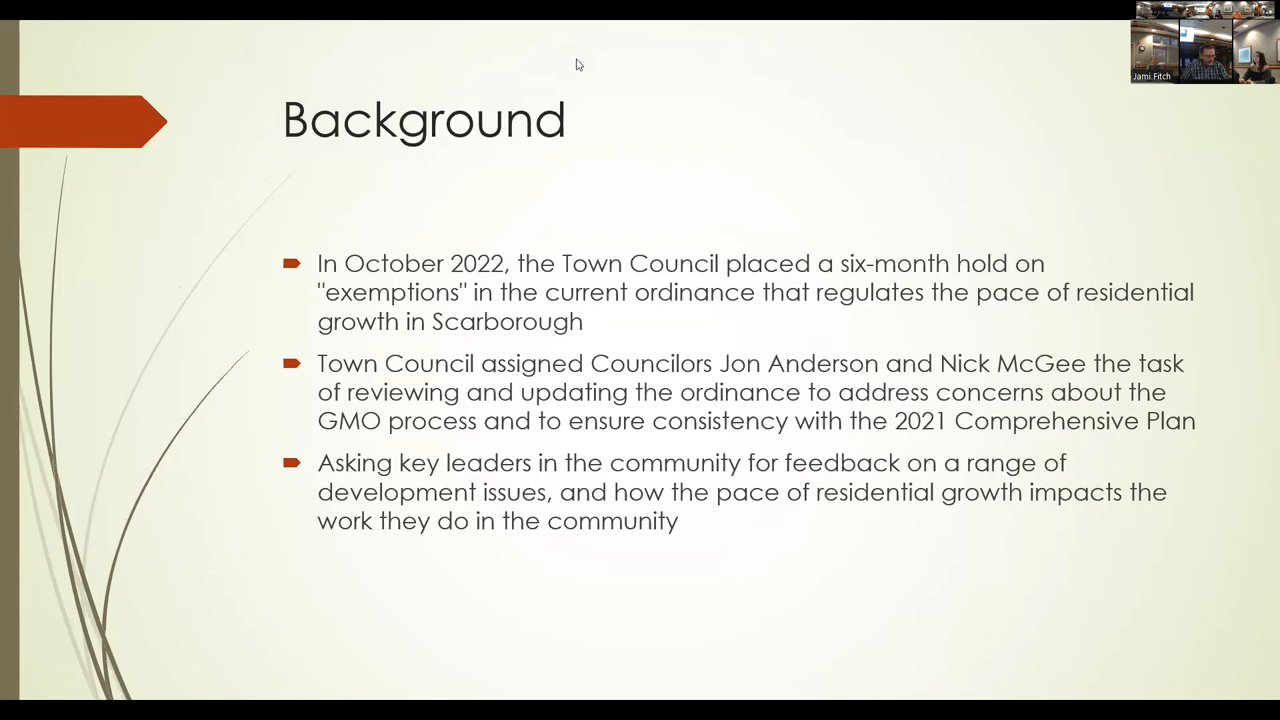 Jami Fitch
Background
In October 2022, the Town Council placed a six-month hold on
"exemptions" in the current ordinance that regulates the pace of residential
growth in Scarborough
Town Council assigned Councilors Jon Anderson and Nick McGee the task
of reviewing and updating the ordinance to address concerns about the
GMO process and to ensure consistency with the 2021 Comprehensive Plan
Asking key leaders in the community for feedback on a range of
development issues, and how the pace of residential growth impacts the
work they do in the community